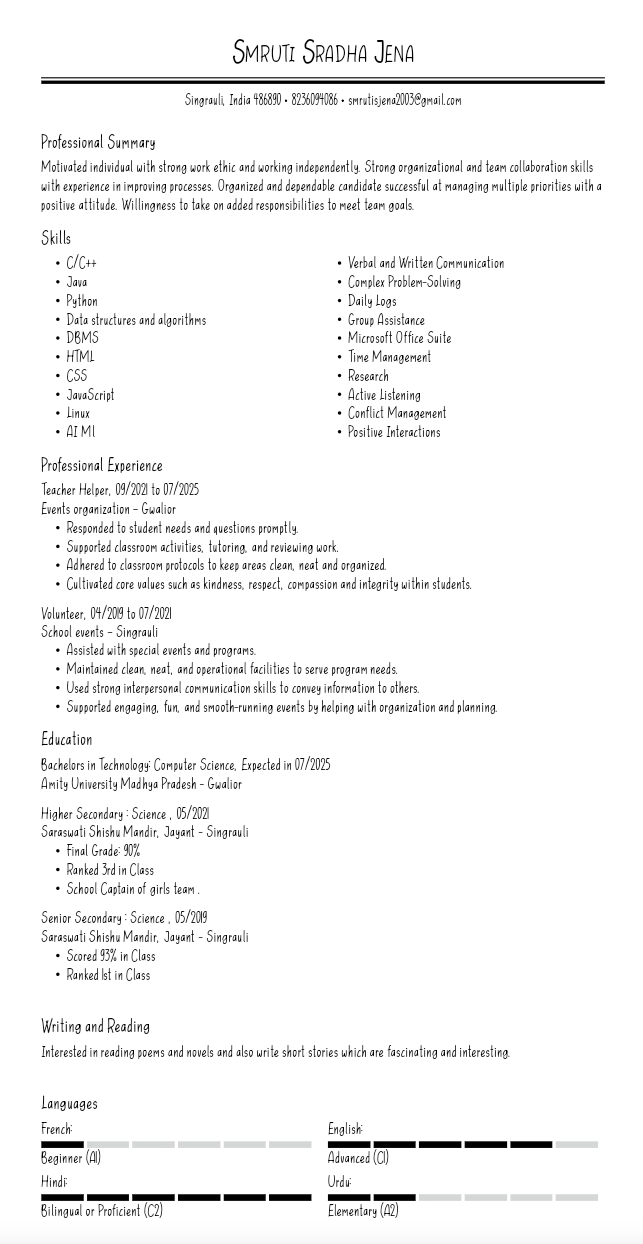 Smruti Sradha Jena
Singrauli, India 486890 • 8236094086 • smrutisjena2003@gmail.com
Professional Summary
Motivated individual with strong work ethic and working independently. Strong organizational and team collaboration skills
with experience in improving processes. Organized and dependable candidate successful at managing multiple priorities with a
positive attitude. Willingness to take on added responsibilities to meet team goals.
Skills
• C/C++
• Java
• Python
• Data structures and algorithms
• DBMS
• HTML
• CSS
• JavaScript
• Linux
• AI Ml
• Verbal and Written Communication
• Complex Problem-Solving
• Daily Logs
• Group Assistance
• Microsoft Office Suite
• Time Management
• Research
• Active Listening
• Conflict Management
• Positive Interactions
Professional Experience
Teacher Helper, 09/2021 to 07/2025
Events organization – Gwalior
• Responded to student needs and questions promptly.
• Supported classroom activities, tutoring, and reviewing work.
• Adhered to classroom protocols to keep areas clean, neat and organized.
• Cultivated core values such as kindness, respect, compassion and integrity within students.
Volunteer, 04/2019 to 07/2021
School events – Singrauli
• Assisted with special events and programs.
• Maintained clean, neat, and operational facilities to serve program needs.
• Used strong interpersonal communication skills to convey information to others.
• Supported engaging, fun, and smooth-running events by helping with organization and planning.
Education
Bachelors in Technology: Computer Science, Expected in 07/2025
Amity University Madhya Pradesh - Gwalior
Higher Secondary : Science , 05/2021
Saraswati Shishu Mandir, Jayant - Singrauli
• Final Grade: 90%
• Ranked 3rd in Class
• School Captain of girls team .
Senior Secondary : Science , 05/2019
Saraswati Shishu Mandir, Jayant - Singrauli
• Scored 93% in Class
• Ranked 1st in Class
Writing and Reading
Interested in reading poems and novels and also write short stories which are fascinating and interesting.
Languages
French:
Beginner (A1)
English:
Advanced (C1)
Hindi:
Bilingual or Proficient (C2)
Urdu:
Elementary (A2)